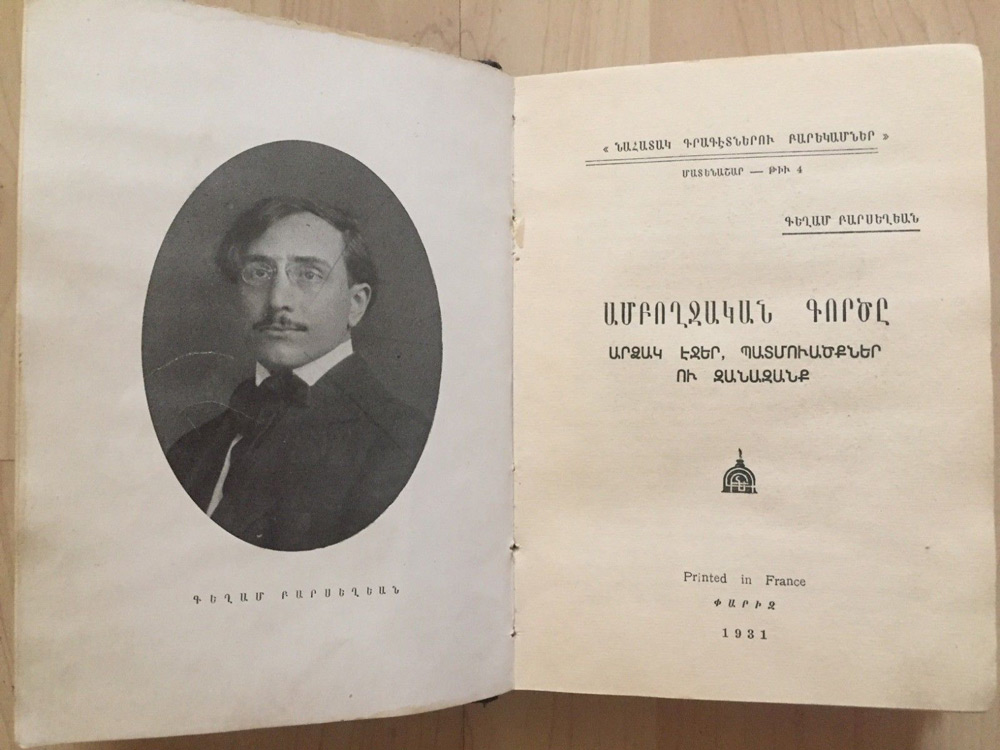 ԳԵՂԱՄ ԲԱՐՍԵՂԵԱՆ
« ՆԱՀԱՏԱԿ ԳՐԱԳԷՏՆԵՐՈՒ ԲԱՐԵԿԱՄՆԵՐ »
ՄԱՏԵՆԱՇԱՐ — ԹԻՒ 4
ԳԵՂԱՄ ԲԱՐՍԵՂԵԱՆ
ԱՄԲՈՂՋԱԿԱՆ ԳՈՐԾԸ
ԱՐՁԱԿ ԷՋԵՐ, ՊԱՏՄՈՒԱԾՔՆԵՐ
ՈՒ ԶԱՆԱԶԱՆՔ
Printed in France
ՓԱՐԻԶ
1931